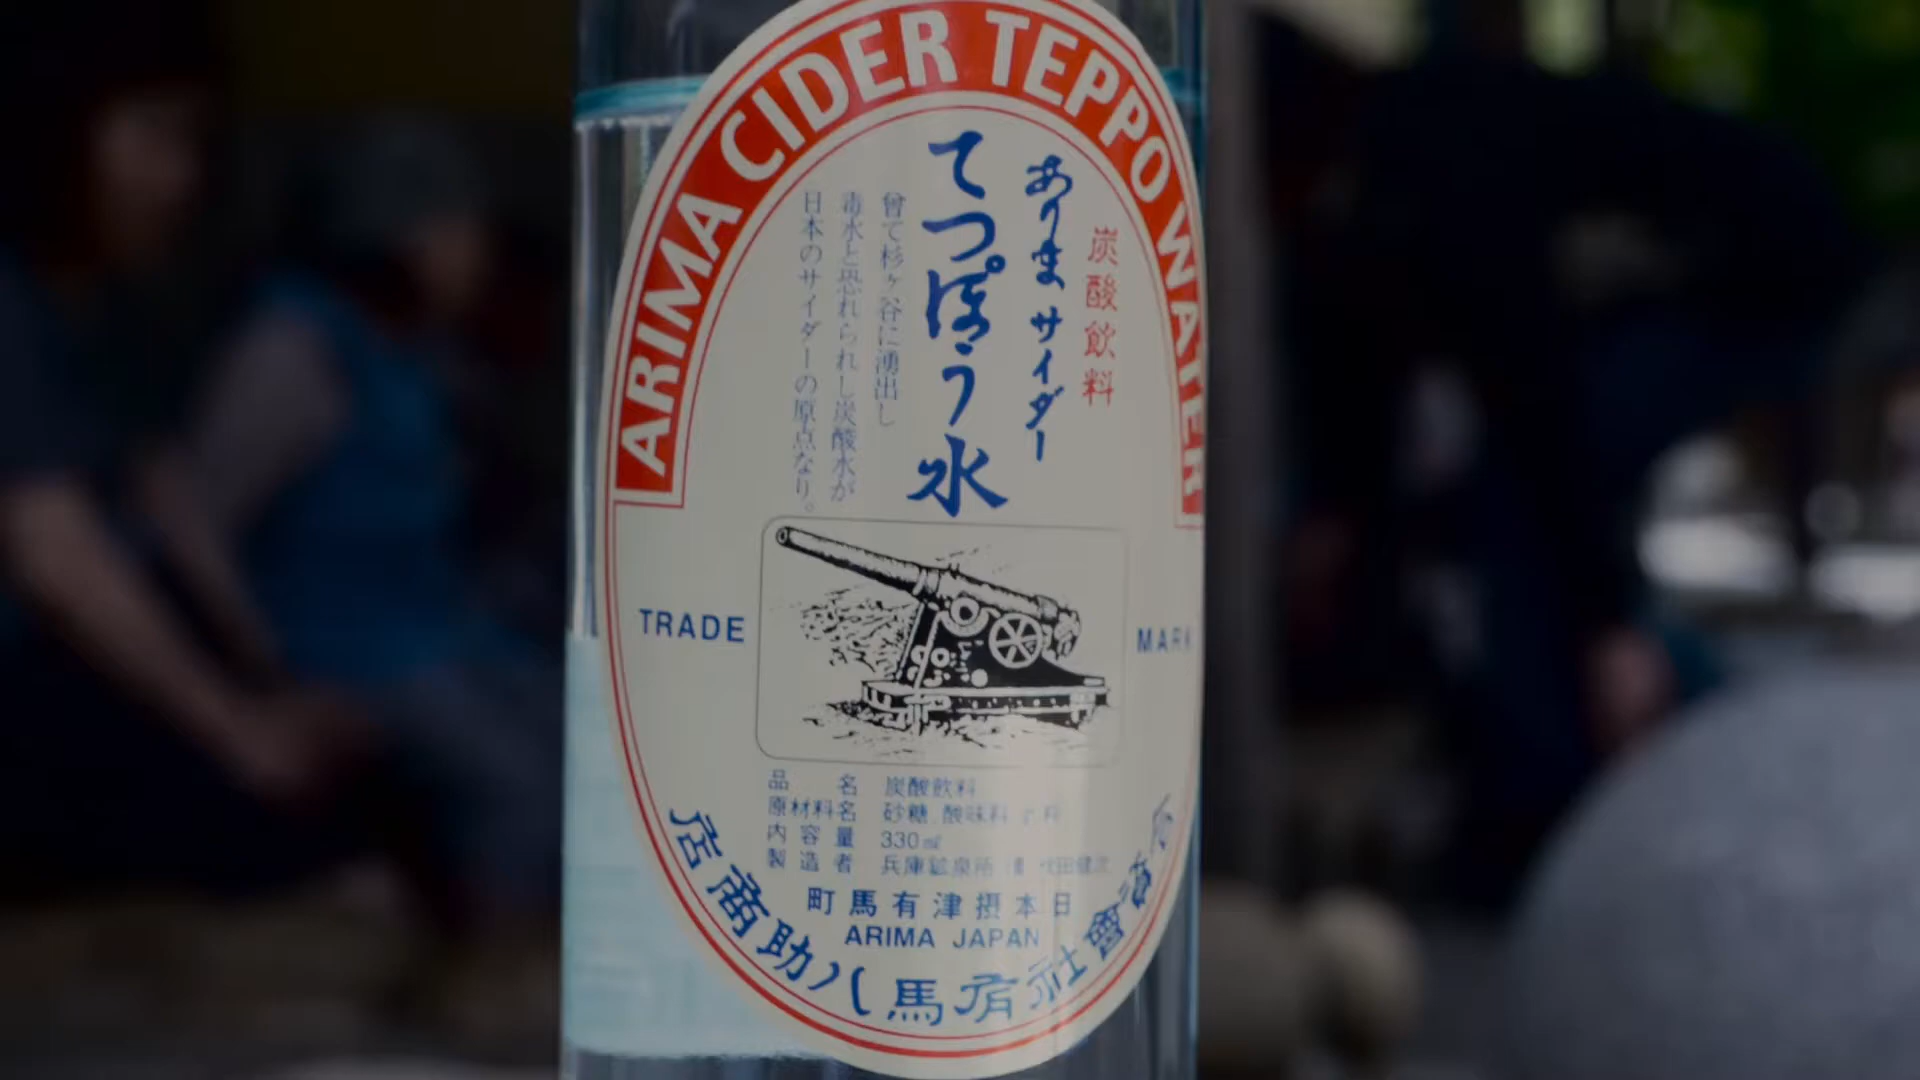 ARIMA CIDER TEPPO WATER
炭酸飲料
ありまサイダー
てつぽう水
曾て杉ヶ谷に湧出し
毒水と恐れられし炭酸水が
日本のサイダーの原点なり。
TRADE MARK
品名 炭酸飲料
原材料名 砂糖、酸味料
内容量 330ml
製造者 兵庫鉱泉所
町馬有津摂本日
ARIMA JAPAN
居商助八馬有社會資